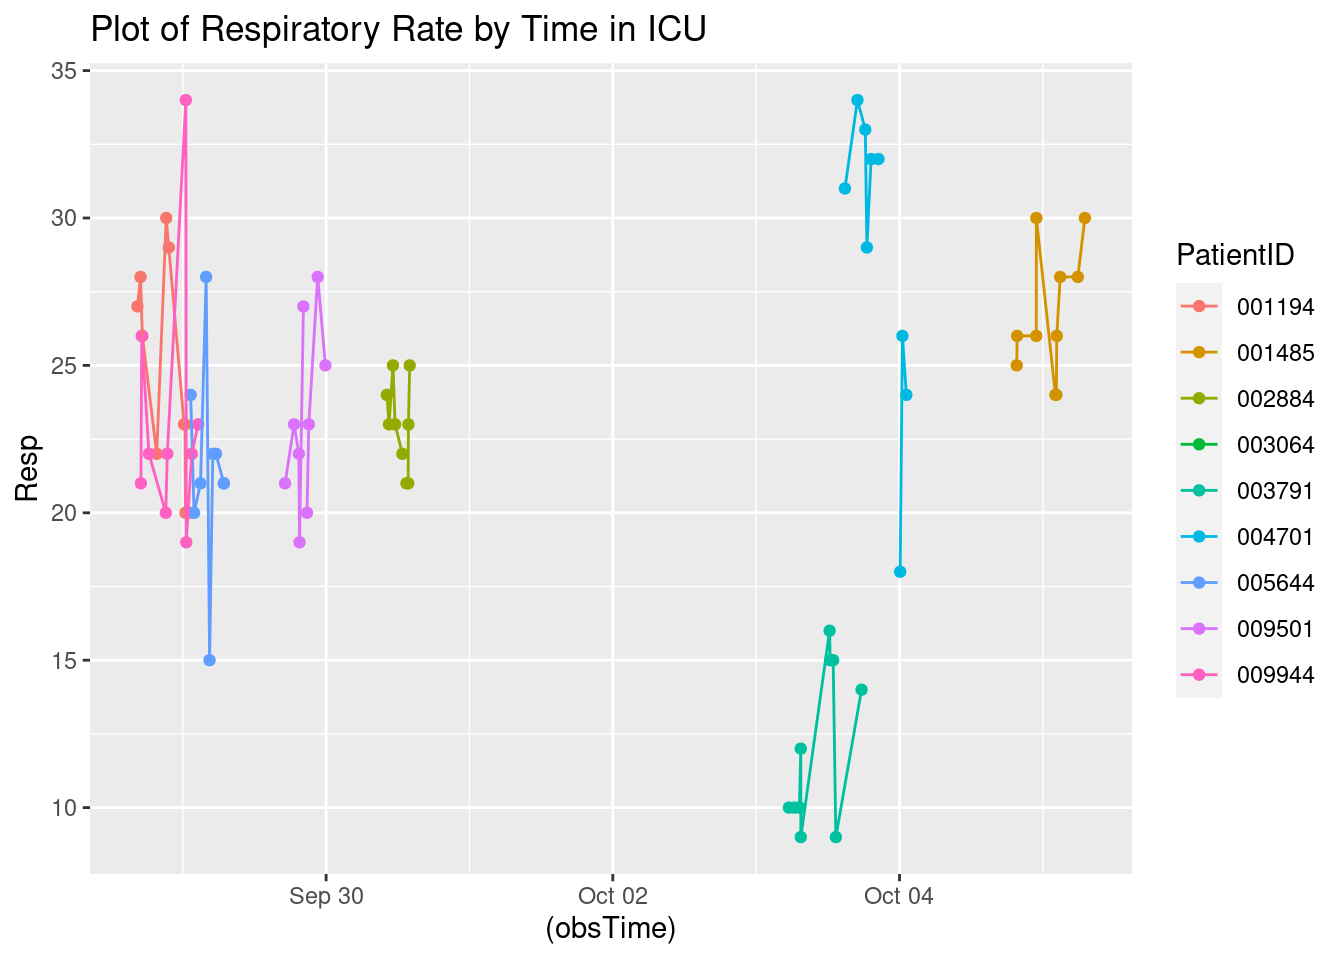 Plot of Respiratory Rate by Time in ICU
35
30
25
20
15
10
Resp
Sep 30
Oct 02
Oct 04
(obsTime)
PatientID
001194
001485
002884
003064
003791
004701
005644
009501
009944